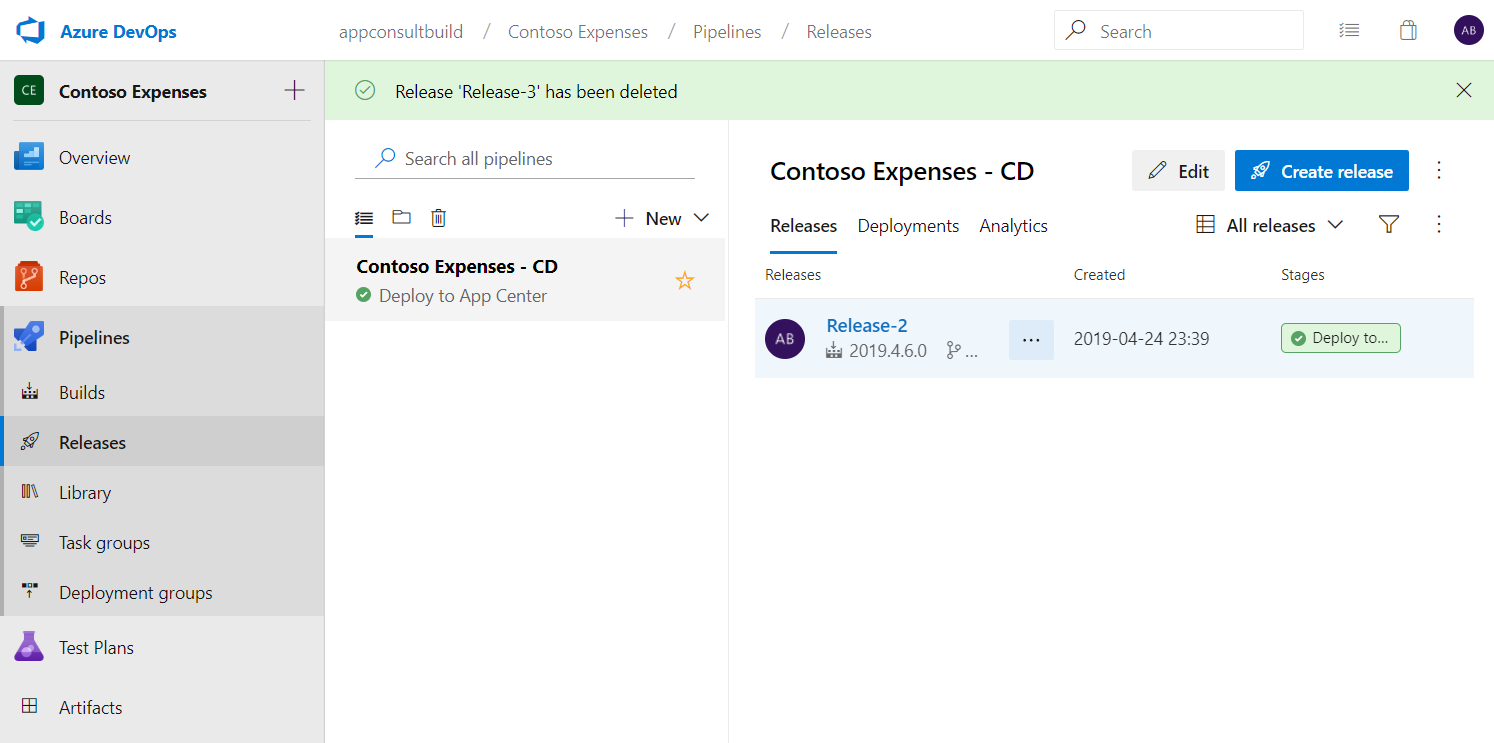 Azure DevOps
appconsultbuild / Contoso Expenses / Pipelines / Releases
Search
AB
CE
Contoso Expenses
Release 'Release-3' has been deleted
Overview
Boards
Repos
Pipelines
Builds
Releases
Library
Task groups
Deployment groups
Test Plans
Artifacts
Search all pipelines
New
Contoso Expenses - CD
Deploy to App Center
Contoso Expenses - CD
Edit
Create release
Releases
Deployments
Analytics
All releases
Releases
Created
Stages
AB
Release-2
2019.4.6.0
...
...
2019-04-24 23:39
Deploy to...